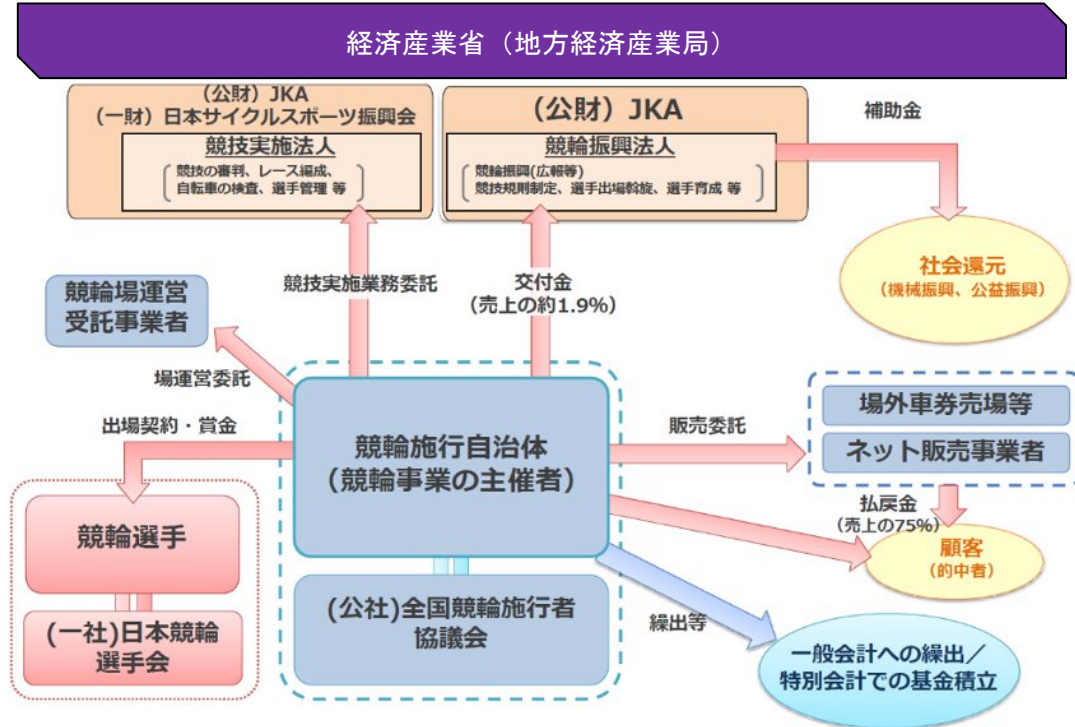 経済産業省（地方経済産業局）
（公財）JKA
（一財）日本サイクルスポーツ振興会
競技実施法人
競技の審判、レース編成、
自転車の検査、選手管理 等
（公財）JKA
競輪振興法人
競輪振興(広報等)
競技規則制定、選手出場斡旋、選手育成 等
補助金
社会還元
（機械振興、公益振興）
競技実施業務委託
交付金
（売上の約1.9％）
競輪場運営
受託事業者
場運営委託
出場契約・賞金
競輪施行自治体
（競輪事業の主催者）
販売委託
場外車券売場等
ネット販売事業者
払戻金
（売上の75%）
顧客
（的中者）
競輪選手
(一社)日本競輪
選手会
(公社)全国競輪施行者
協議会
繰出等
一般会計への繰出／
特別会計での基金積立